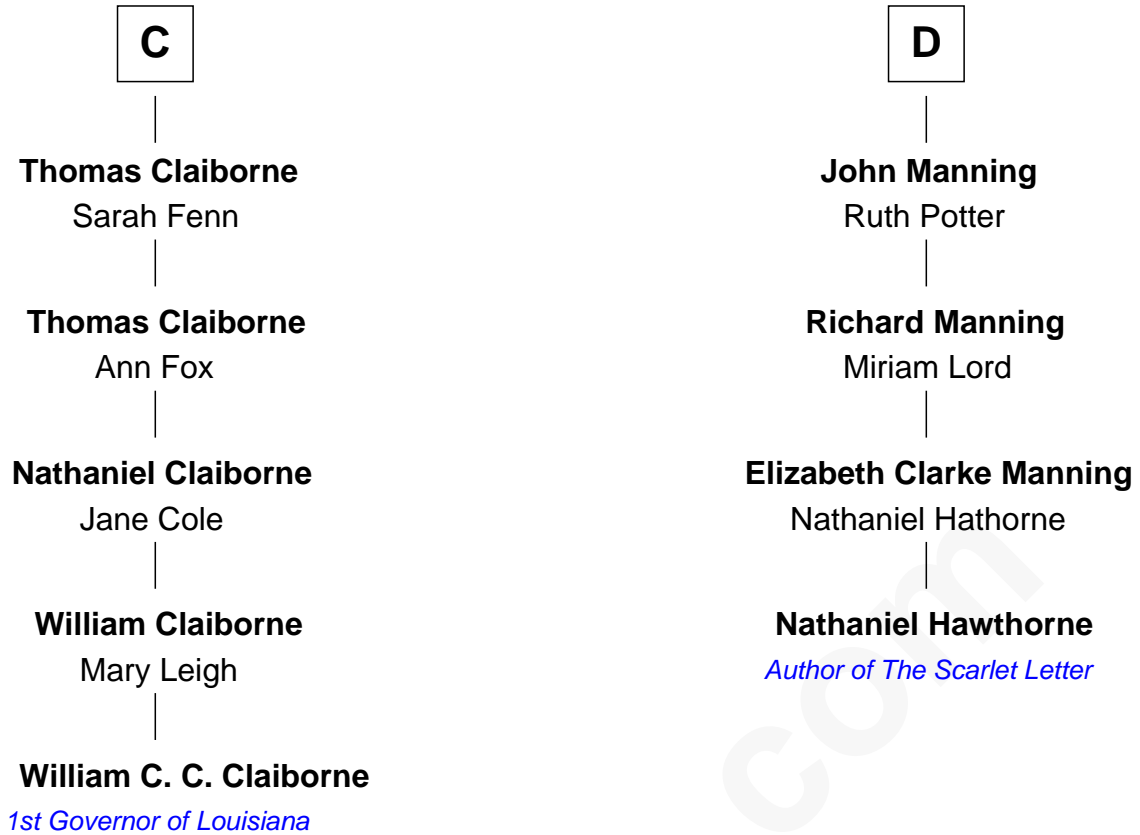 C
Thomas Claiborne
Sarah Fenn
Thomas Claiborne
Ann Fox
Nathaniel Claiborne
Jane Cole
William Claiborne
Mary Leigh
William C. C. Claiborne
1st Governor of Louisiana
D
John Manning
Ruth Potter
Richard Manning
Miriam Lord
Elizabeth Clarke Manning
Nathaniel Hathorne
Nathaniel Hawthorne
Author of The Scarlet Letter
com